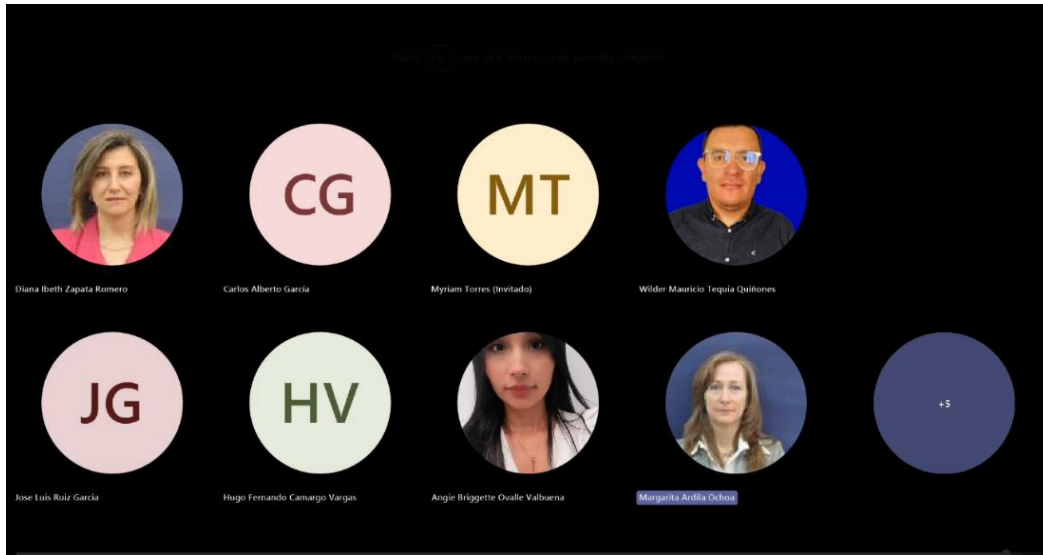 CG
MT
Diana Ibeth Zapata Romero
Carlos Alberto García
Myriam Torres (Invitado)
Wilder Mauricio Tequia Quiñones
JG
HV
+5
Jose Luis Ruiz Garcia
Hugo Fernando Camargo Vargas
Angie Briggette Ovalle Valbuena
Margarita Ardila Ochoa